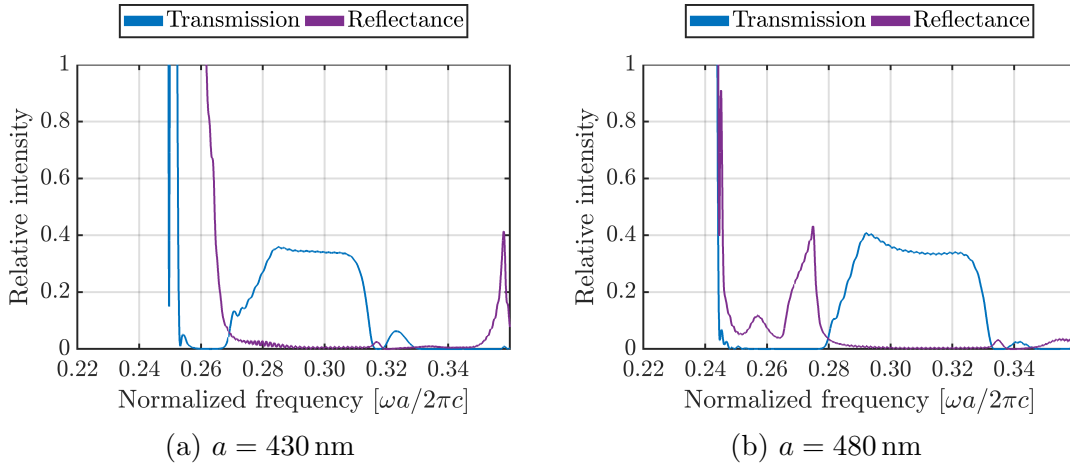 Transmission Reflectance
1
0.8
0.6
0.4
0.2
0
Relative intensity
0.22 0.24 0.26 0.28 0.30 0.32 0.34
Normalized frequency [ωa/2πc]
(a) a = 430 nm
Transmission Reflectance
1
0.8
0.6
0.4
0.2
0
Relative intensity
0.22 0.24 0.26 0.28 0.30 0.32 0.34
Normalized frequency [ωa/2πc]
(b) a = 480 nm